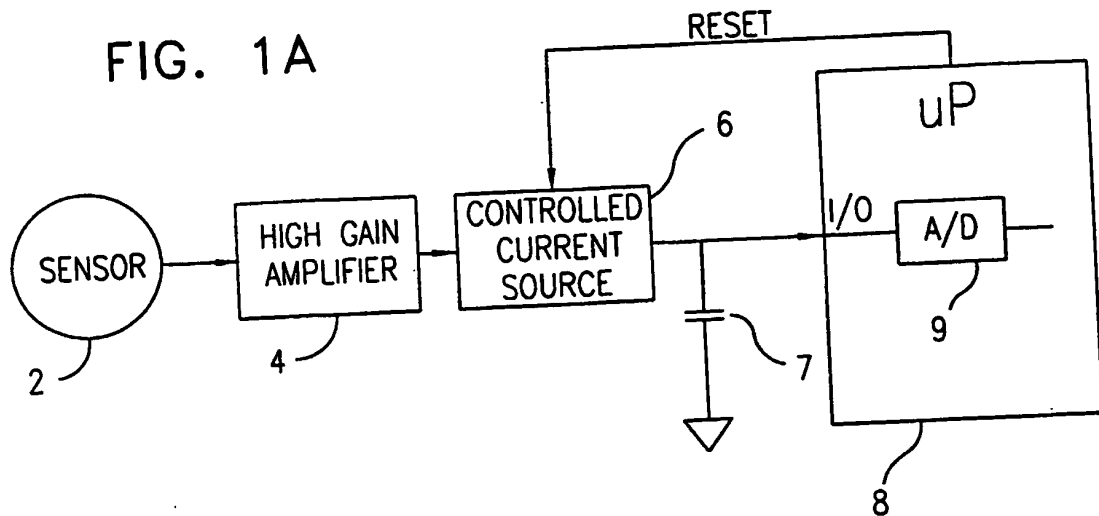 FIG. 1A
RESET
uP
6
I/O
A/D
CONTROLLED
CURRENT
SOURCE
HIGH GAIN
AMPLIFIER
SENSOR
9
7
4
2
8